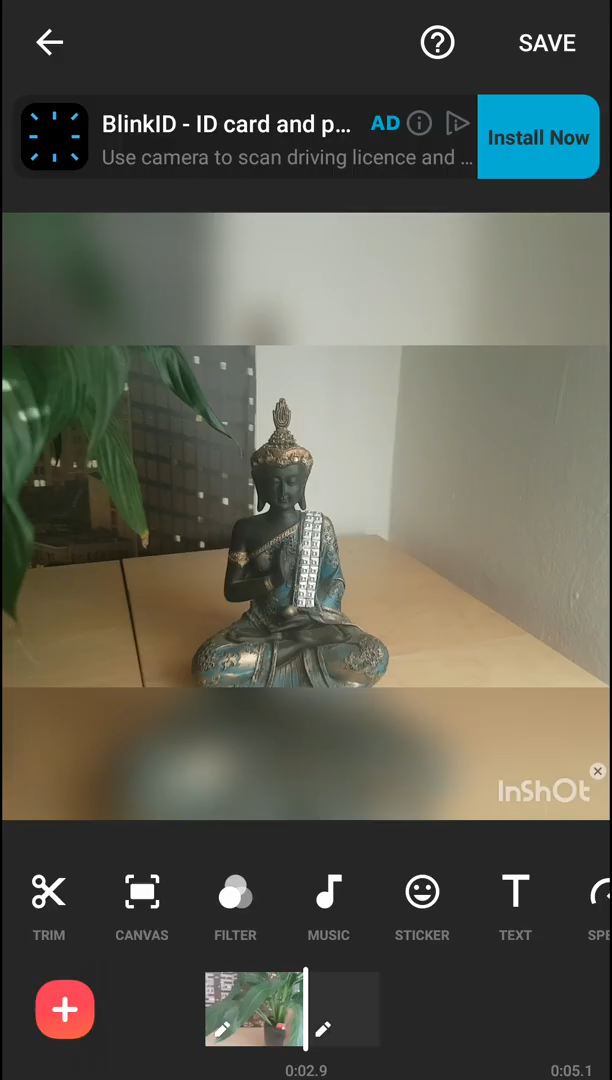 SAVE
BlinkID - ID card and p... AD
Use camera to scan driving licence and ...
Install Now
InShOt
TRIM CANVAS FILTER MUSIC STICKER TEXT SPE
0:02.9 0:05.1